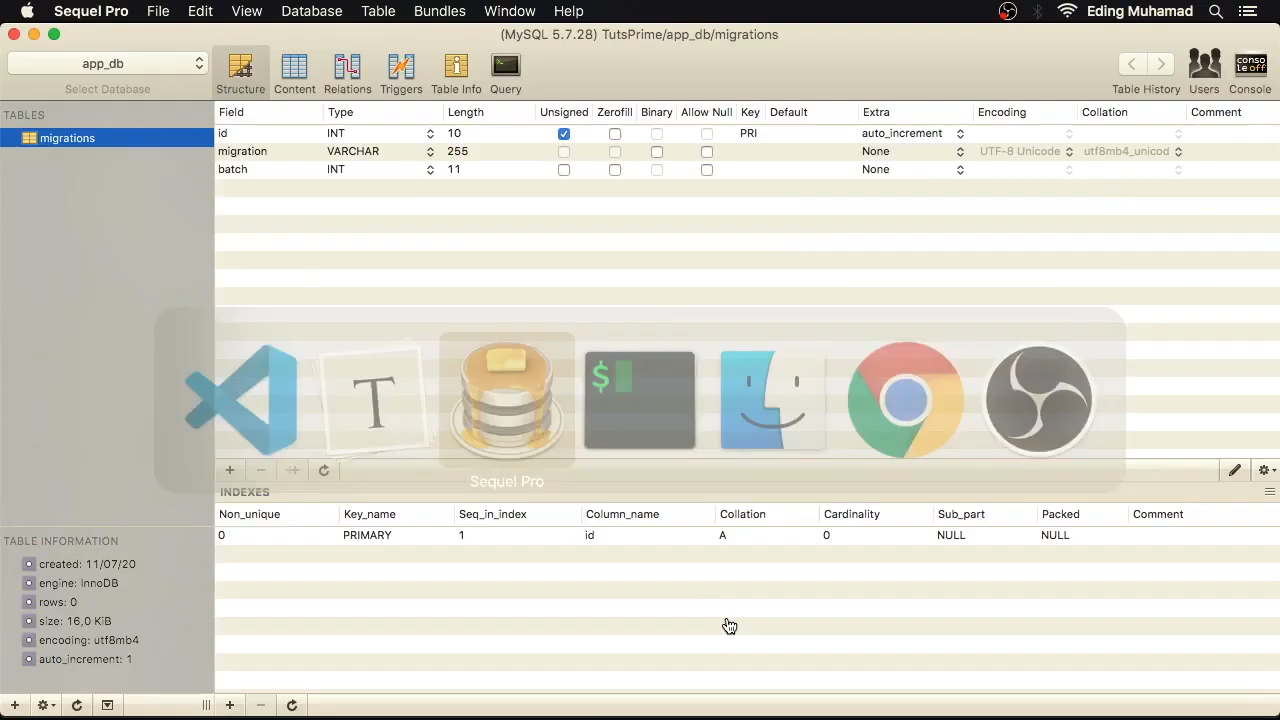 Sequel Pro File Edit View Database Table Bundles Window Help Eding Muhamad
(MySQL 5.7.28) TutsPrime/app_db/migrations
app_db
Select Database
Structure Content Relations Triggers Table Info Query Table History Users Console
console off
TABLES
migrations
Field Type Length Unsigned Zerofill Binary Allow Null Key Default Extra Encoding Collation Comment
id INT 10 PRI auto_increment
migration VARCHAR 255 None UTF-8 Unicode utf8mb4_unicod
batch INT 11 None
T
$
Sequel Pro
INDEXES
Non_unique Key_name Seq_in_index Column_name Collation Cardinality Sub_part Packed Comment
0 PRIMARY 1 id A 0 NULL NULL
TABLE INFORMATION
created: 11/07/20
engine: InnoDB
rows: 0
size: 16,0 KiB
encoding: utf8mb4
auto_increment: 1